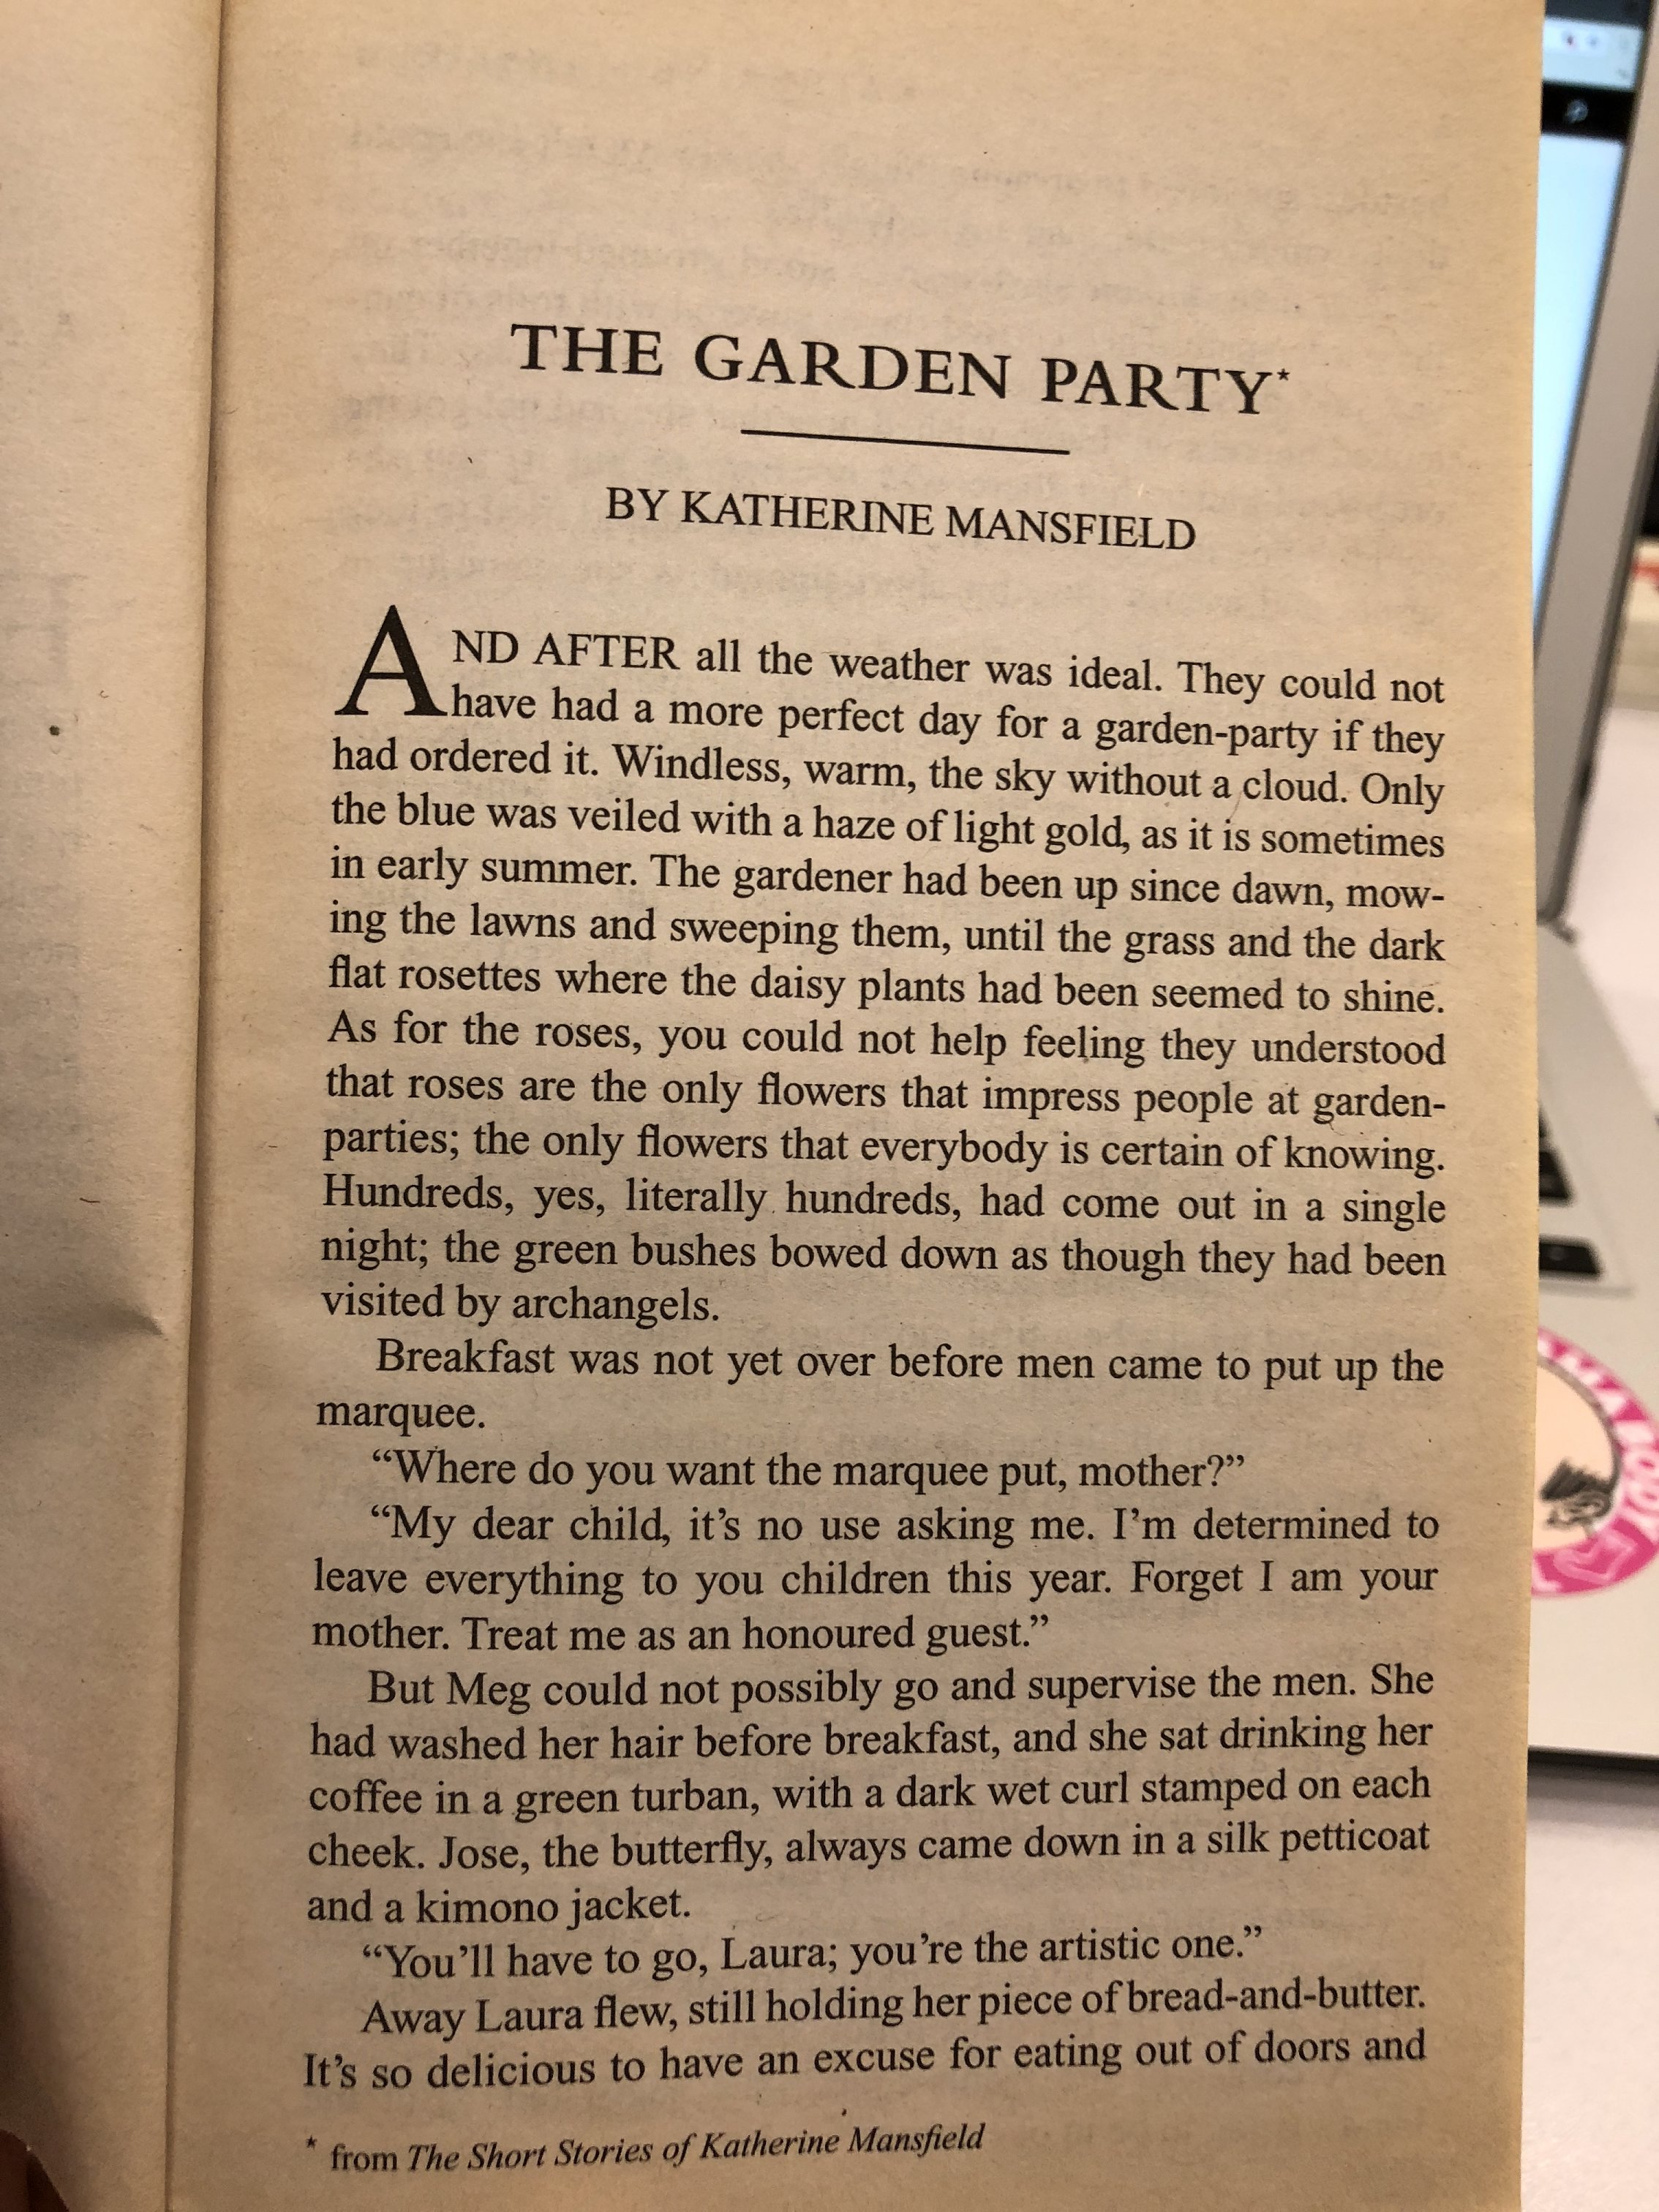 THE GARDEN PARTY*
BY KATHERINE MANSFIELD
AND AFTER all the weather was ideal. They could not
have had a more perfect day for a garden-party if they
had ordered it. Windless, warm, the sky without a cloud. Only
the blue was veiled with a haze of light gold, as it is sometimes
in early summer. The gardener had been up since dawn, mow-
ing the lawns and sweeping them, until the grass and the dark
flat rosettes where the daisy plants had been seemed to shine.
As for the roses, you could not help feeling they understood
that roses are the only flowers that impress people at garden-
parties; the only flowers that everybody is certain of knowing.
Hundreds, yes, literally hundreds, had come out in a single
night; the green bushes bowed down as though they had been
visited by archangels.
Breakfast was not yet over before men came to put up the
marquee.
“Where do you want the marquee put, mother?”
“My dear child, it’s no use asking me. I’m determined to
leave everything to you children this year. Forget I am your
mother. Treat me as an honoured guest.”
But Meg could not possibly go and supervise the men. She
had washed her hair before breakfast, and she sat drinking her
coffee in a green turban, with a dark wet curl stamped on each
cheek. Jose, the butterfly, always came down in a silk petticoat
and a kimono jacket.
“You’ll have to go, Laura; you’re the artistic one.”
Away Laura flew, still holding her piece of bread-and-butter.
It’s so delicious to have an excuse for eating out of doors and
* from The Short Stories of Katherine Mansfield